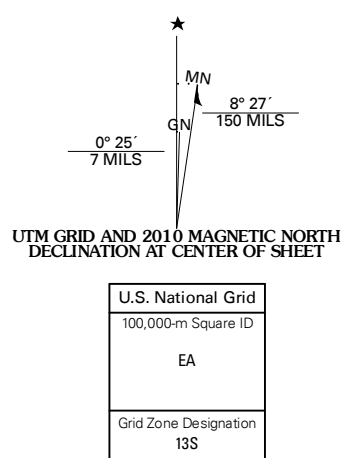 ★
MN
8° 27´
150 MILS
GN
0° 25´
7 MILS
UTM GRID AND 2010 MAGNETIC NORTH
DECLINATION AT CENTER OF SHEET
U.S. National Grid
100,000-m Square ID
EA
Grid Zone Designation
13S